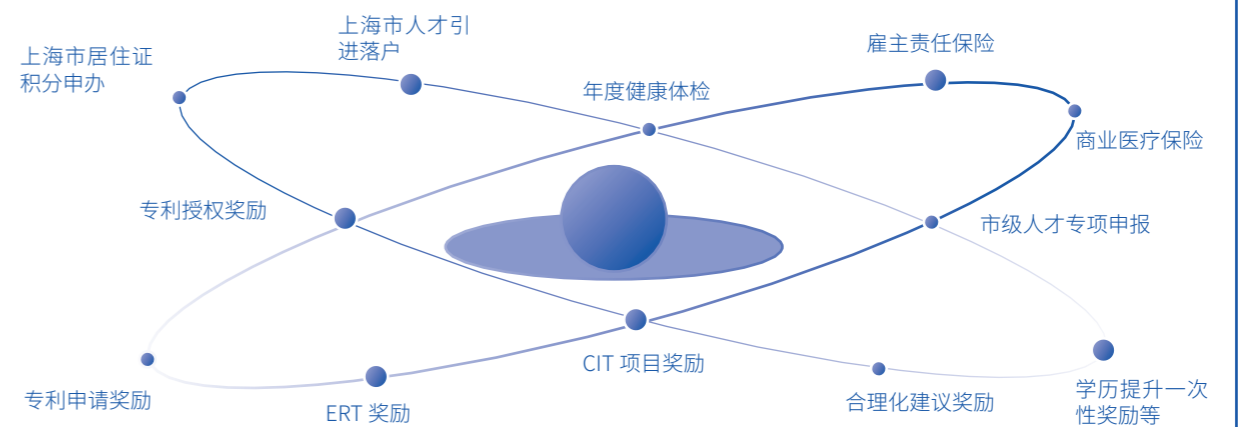 上海市人才引
进落户
上海市居住证
积分申办
雇主责任保险
年度健康体检
商业医疗保险
专利授权奖励
市级人才专项申报
CIT 项目奖励
专利申请奖励
ERT 奖励
合理化建议奖励
学历提升一次
性奖励等